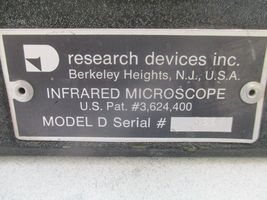 research devices inc.
Berkeley Heights, N.J., U.S.A.
INFRARED MICROSCOPE
U.S. Pat. #3,624,400
MODEL D Serial #